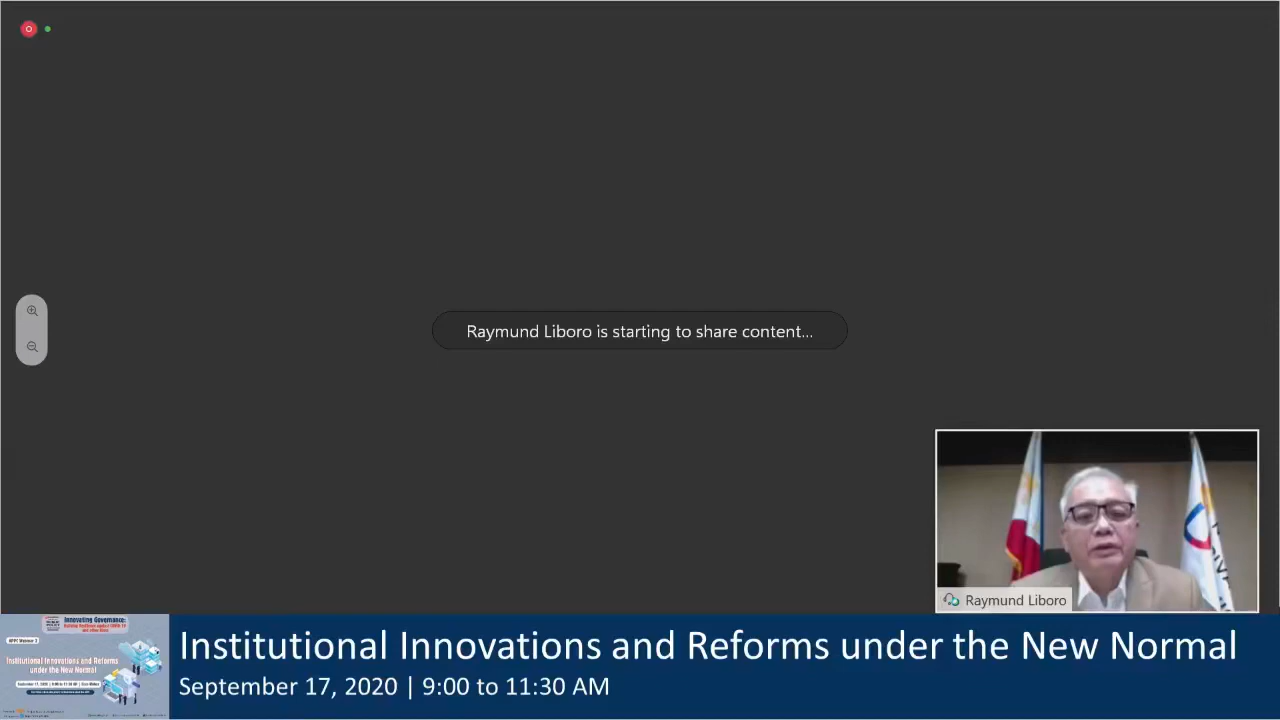 Raymund Liboro is starting to share content...
Raymund Liboro
Innovating Governance:
Institutional Innovations and Reforms
under the New Normal
Institutional Innovations and Reforms under the New Normal
September 17, 2020 | 9:00 to 11:30 AM